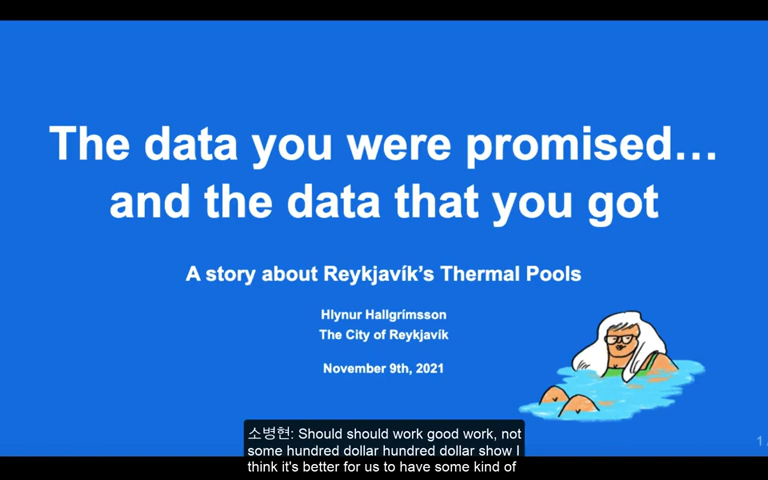 The data you were promised…
and the data that you got
A story about Reykjavík's Thermal Pools
Hlynur Hallgrímsson
The City of Reykjavík
November 9th, 2021
소병현: Should should work good work, not
some hundred dollar hundred dollar show I
think it's better for us to have some kind of
1